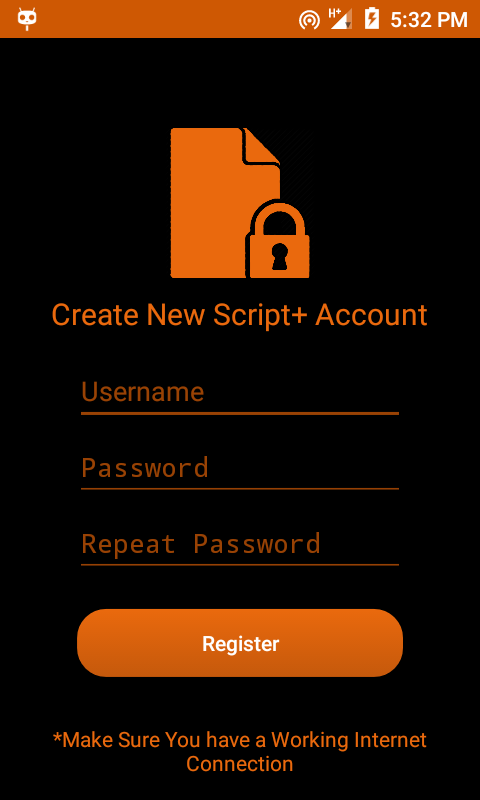 H+ 5:32 PM
Create New Script+ Account
Username
Password
Repeat Password
Register
*Make Sure You have a Working Internet
Connection